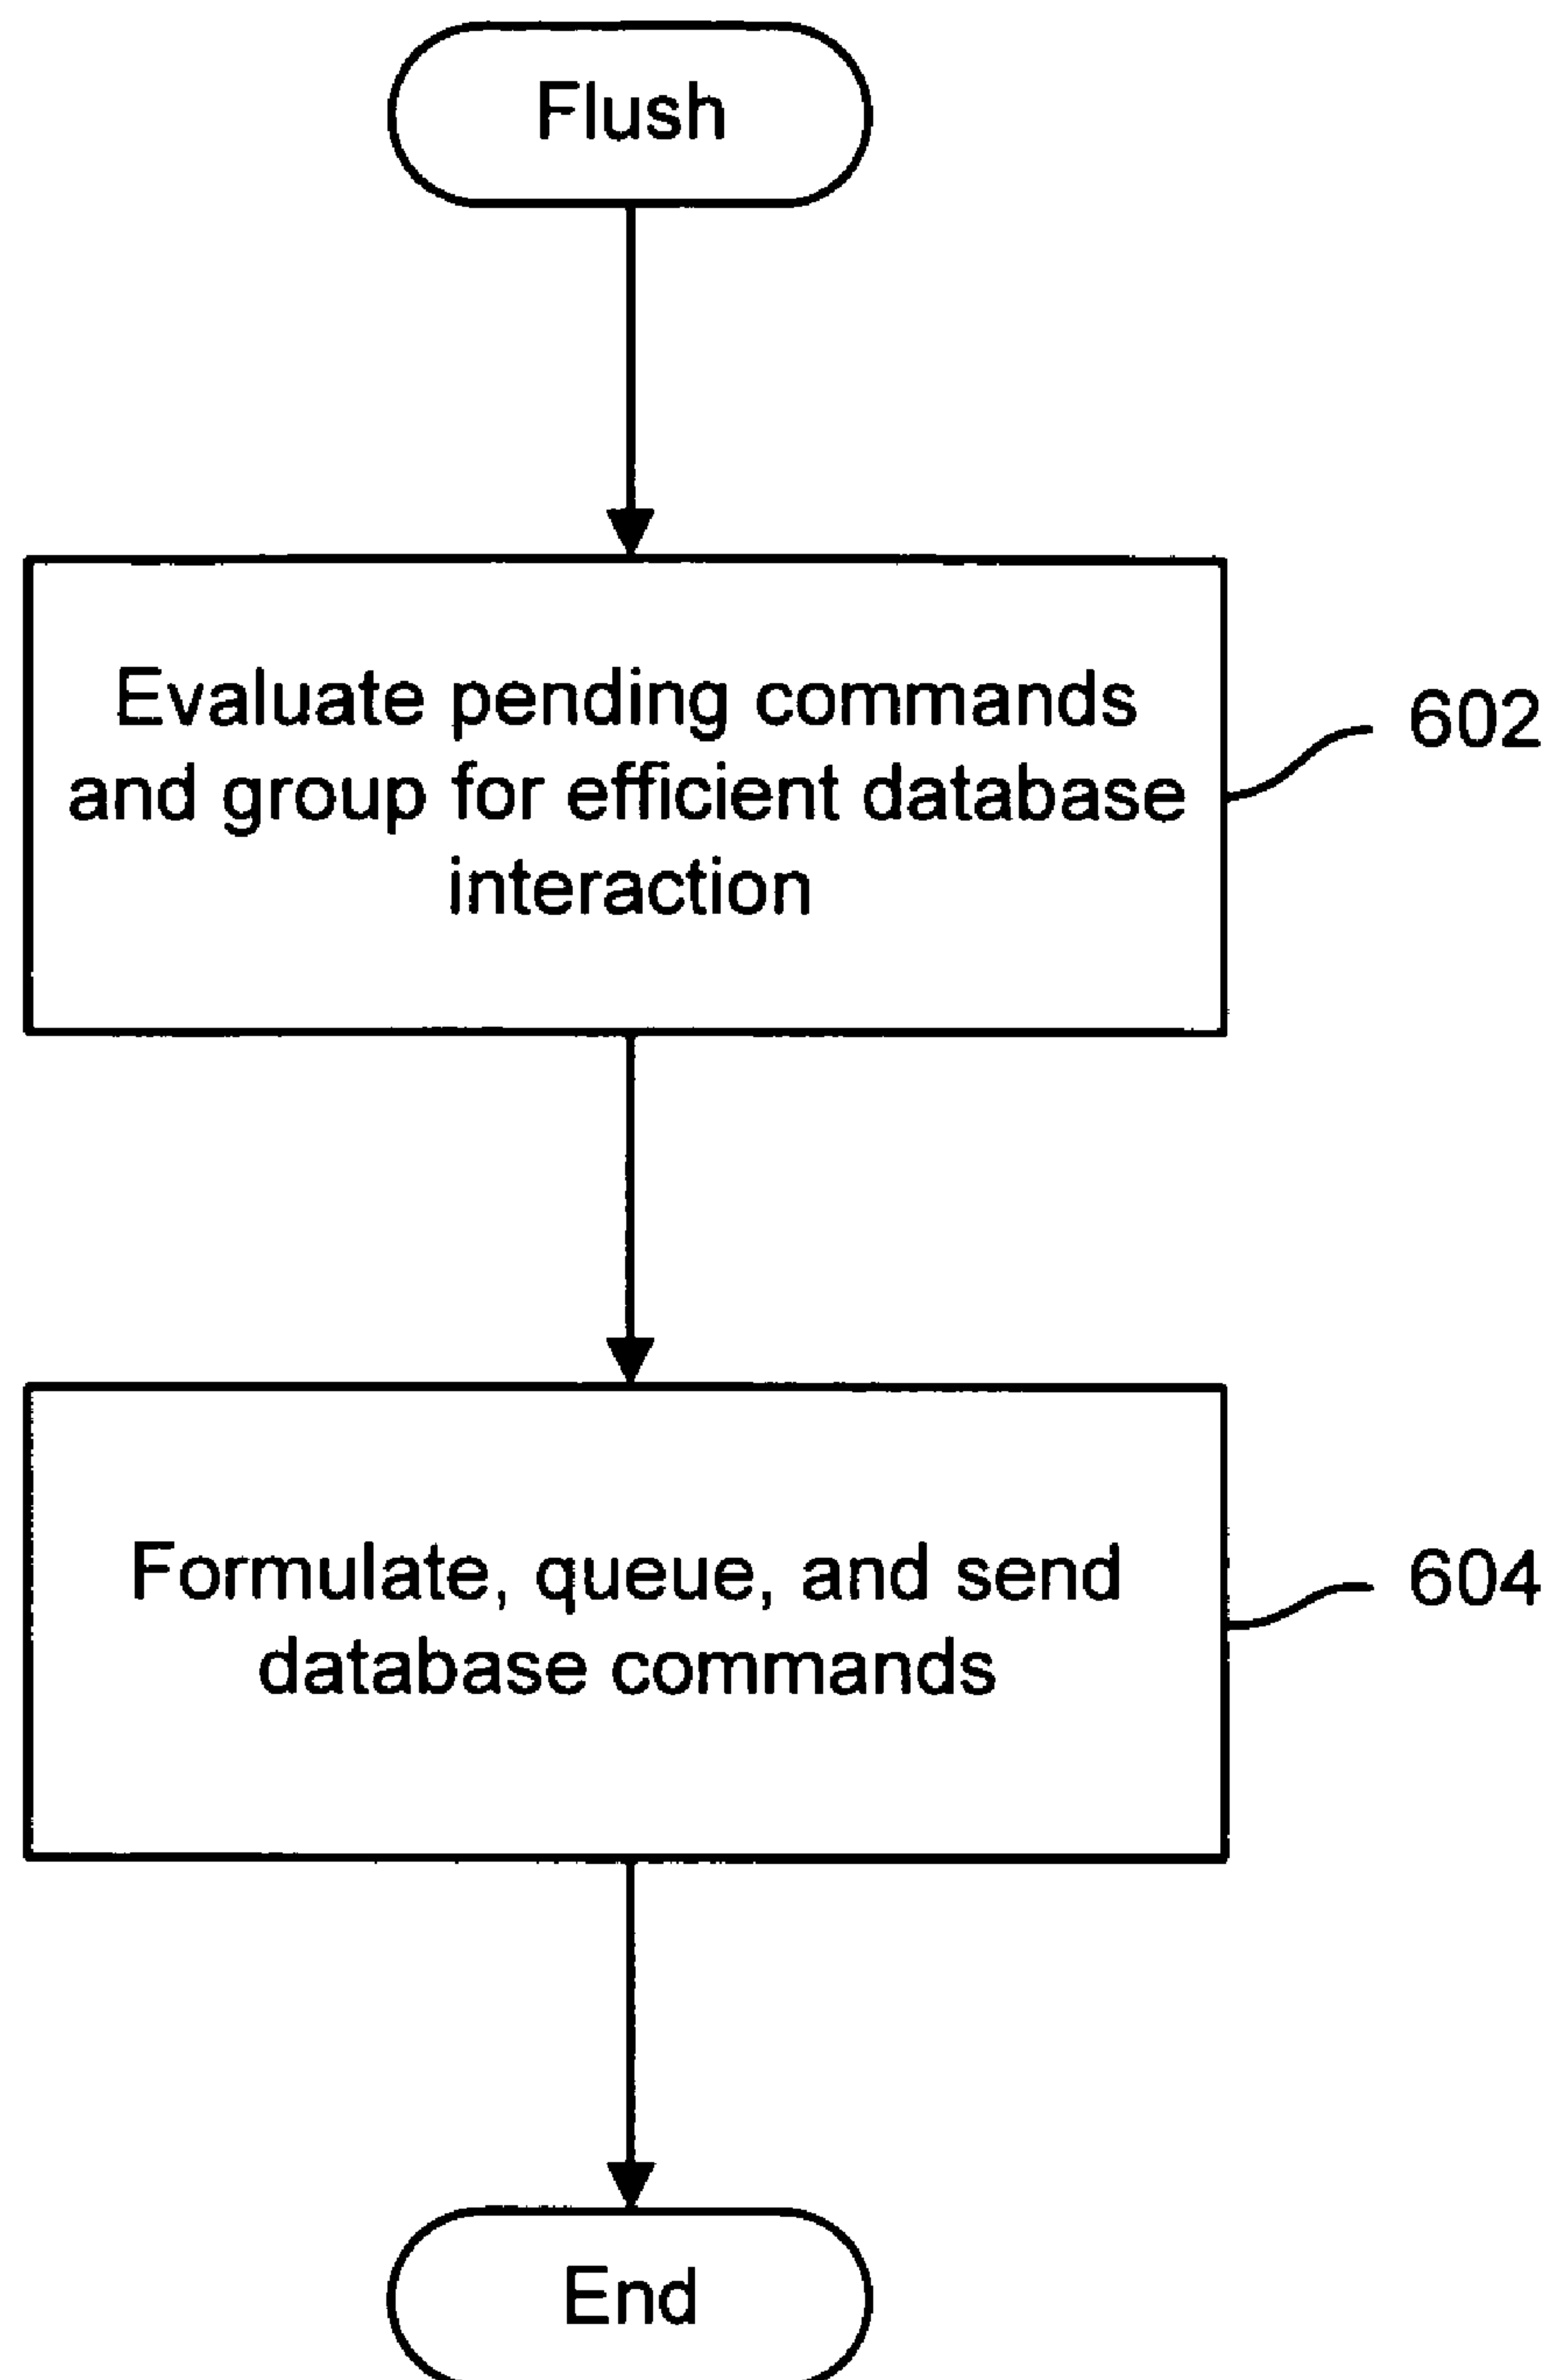 Flush
Evaluate pending commands
and group for efficient database
interaction
602
Formulate, queue, and send
database commands
604
End